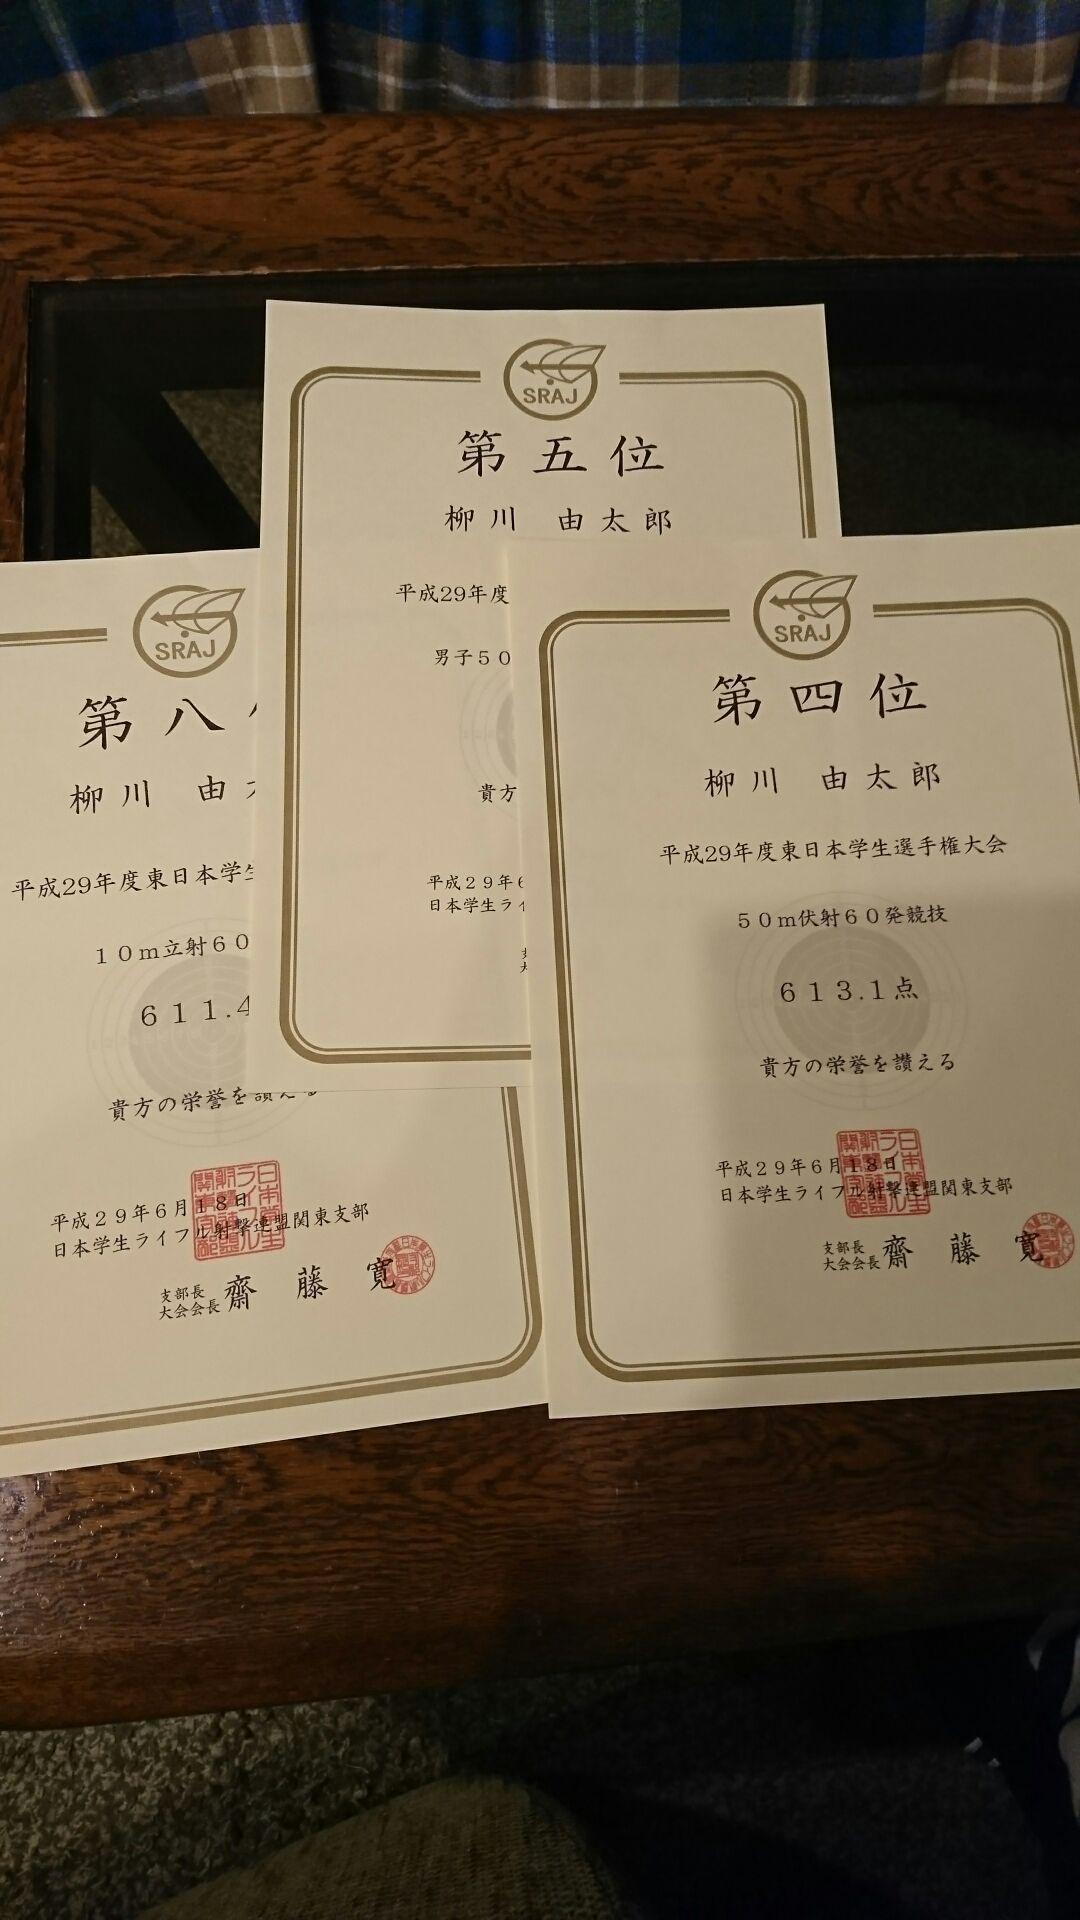 SRAJ
第五位
柳川 由太郎
平成29年度
男子50
貴方
平成29年6
日本学生ライ
SRAJ
第八
柳川 由
平成29年度東日本学生
10m立射60
611.4
貴方の栄誉を讃える
平成29年6月18日
日本学生ライフル射撃連盟関東支部
支部長
大会会長 齋藤 寛
SRAJ
第四位
柳川 由太郎
平成29年度東日本学生選手権大会
50m伏射60発競技
613.1点
貴方の栄誉を讃える
平成29年6月18日
日本学生ライフル射撃連盟関東支部
支部長
大会会長 齋藤 寛